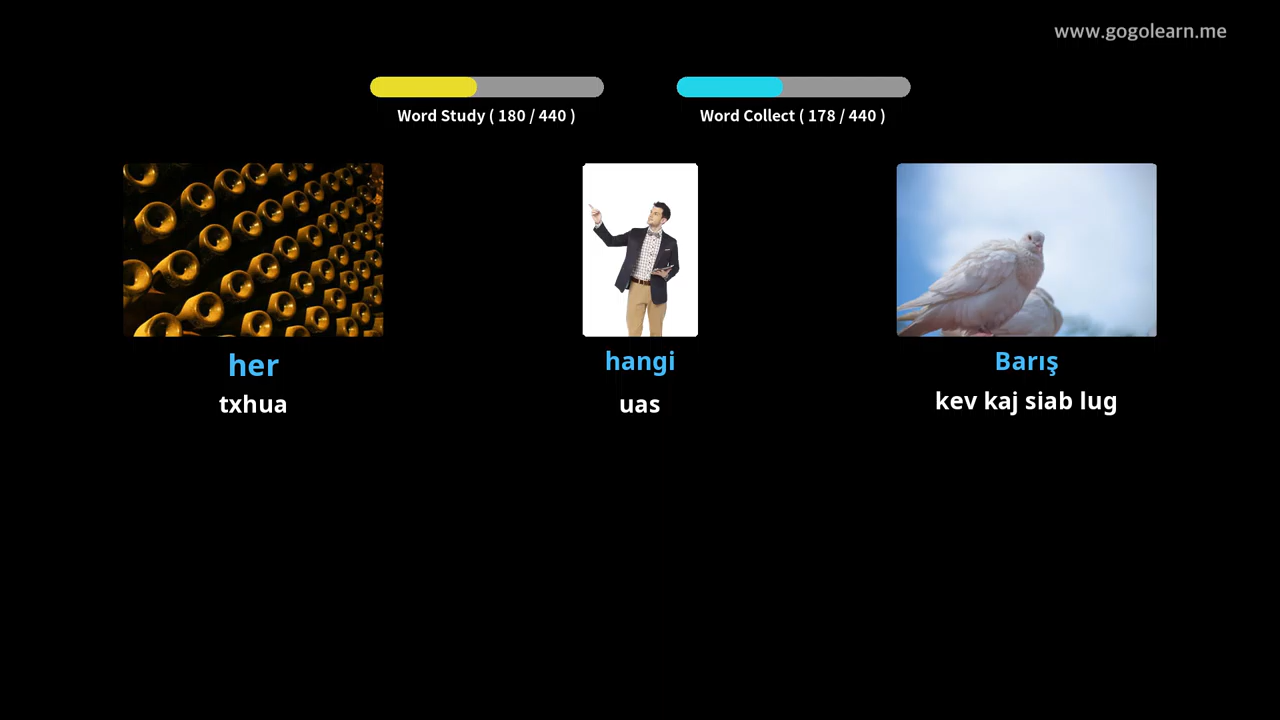 www.gogolearn.me
Word Study ( 180 / 440 )
Word Collect ( 178 / 440 )
her
hangi
Barış
txhua
uas
kev kaj siab lug